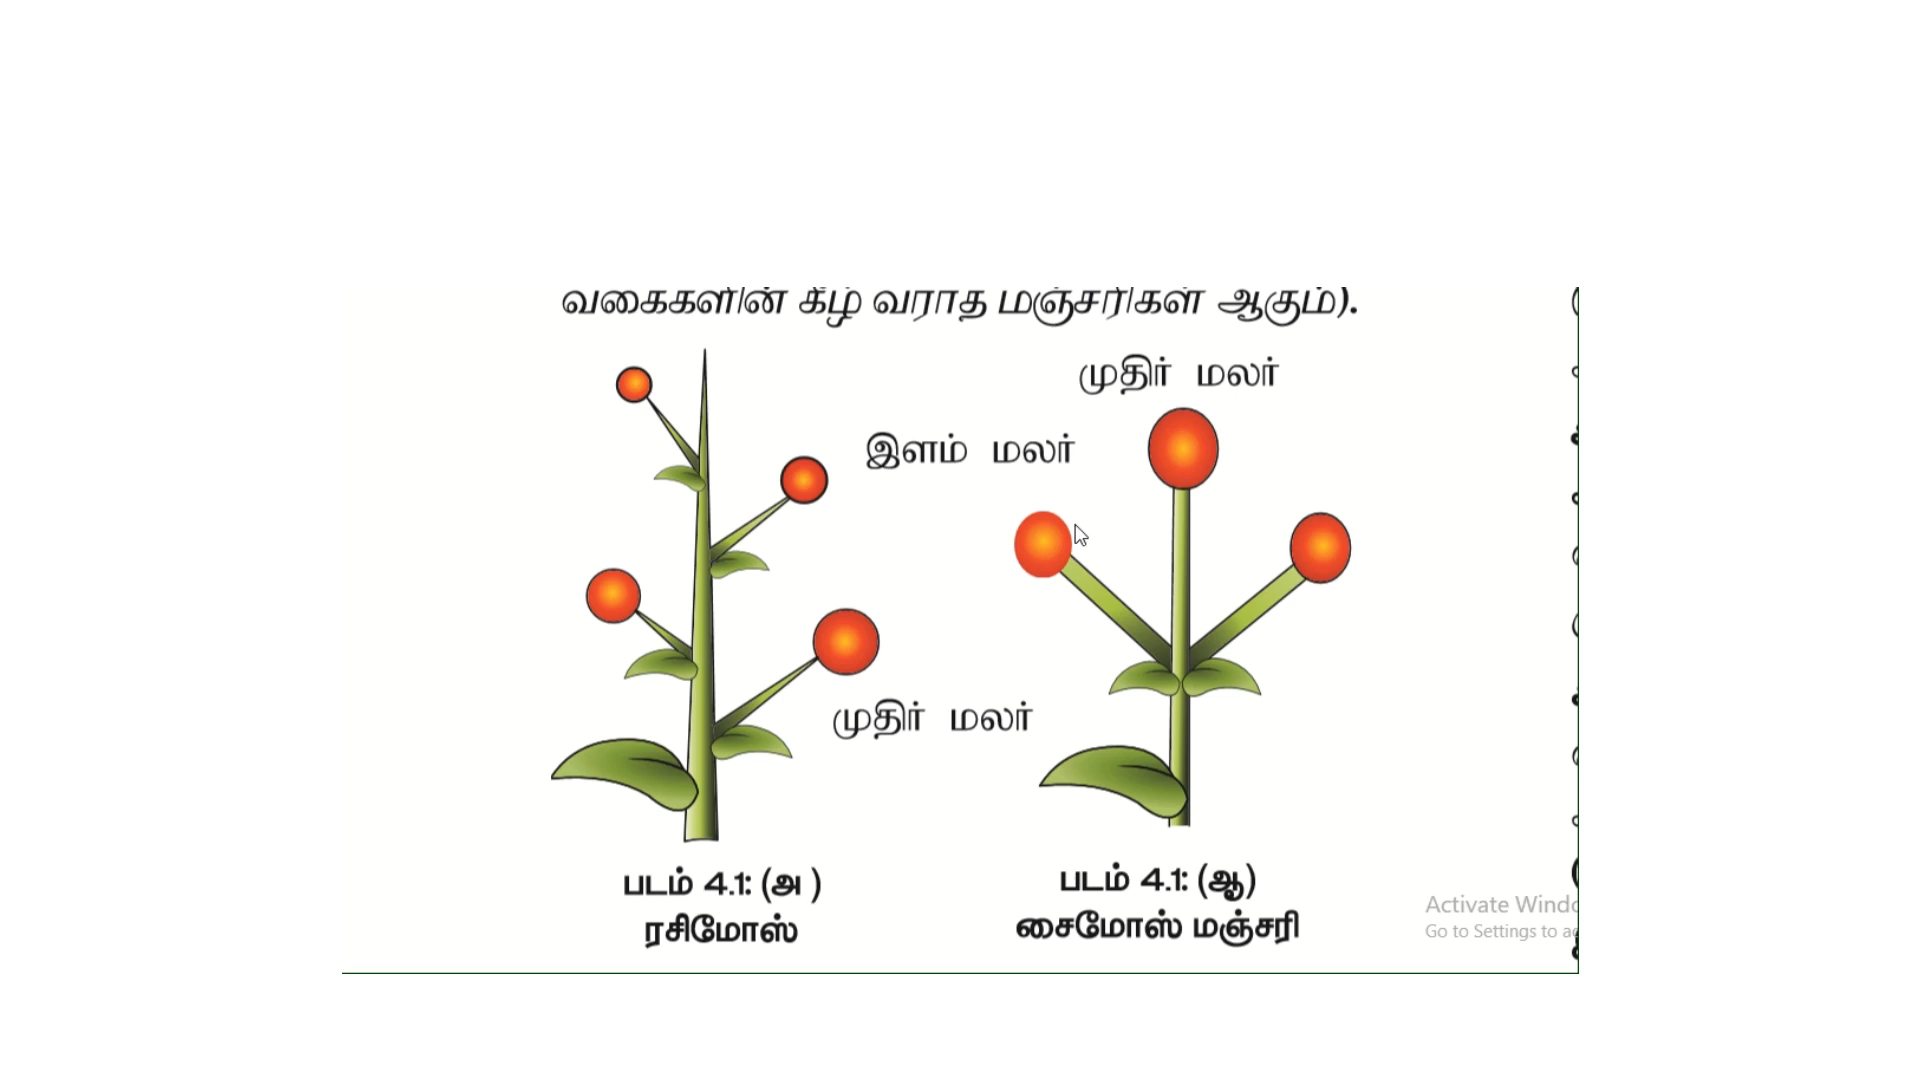 வகைகளின் கீழ் வராத மஞ்சரிகள் ஆகும்).
முதிர் மலர்
இளம் மலர்
முதிர் மலர்
படம் 4.1: (அ )
ரசிமோஸ்
படம் 4.1: (ஆ)
சைமோஸ் மஞ்சரி
Activate
Go to Settings to